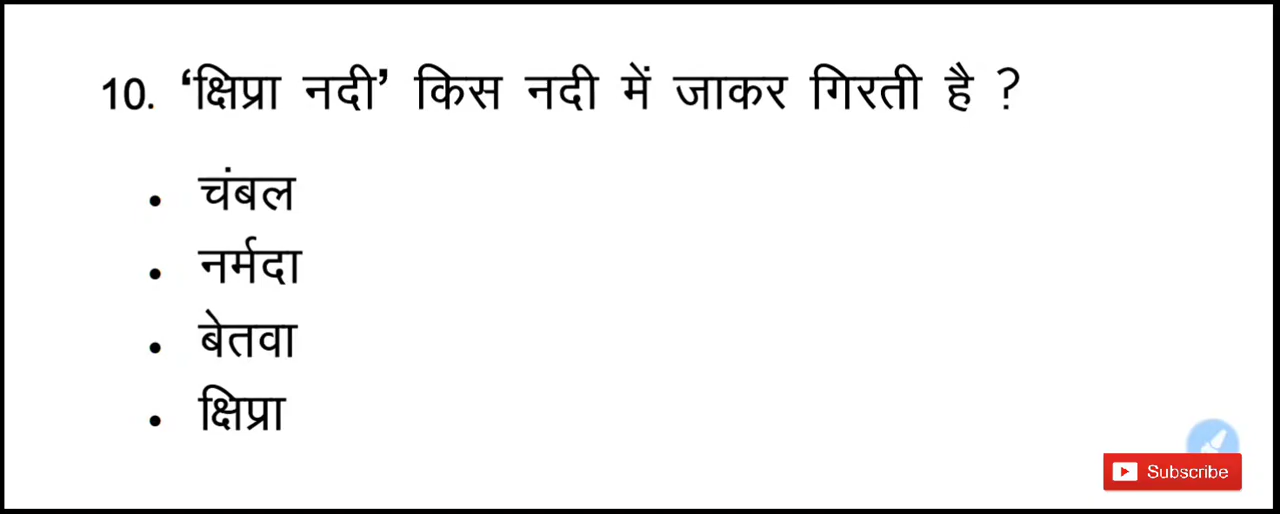 10. ‘क्षिप्रा नदी’ किस नदी में जाकर गिरती है ?
• चंबल
• नर्मदा
• बेतवा
• क्षिप्रा
Subscribe